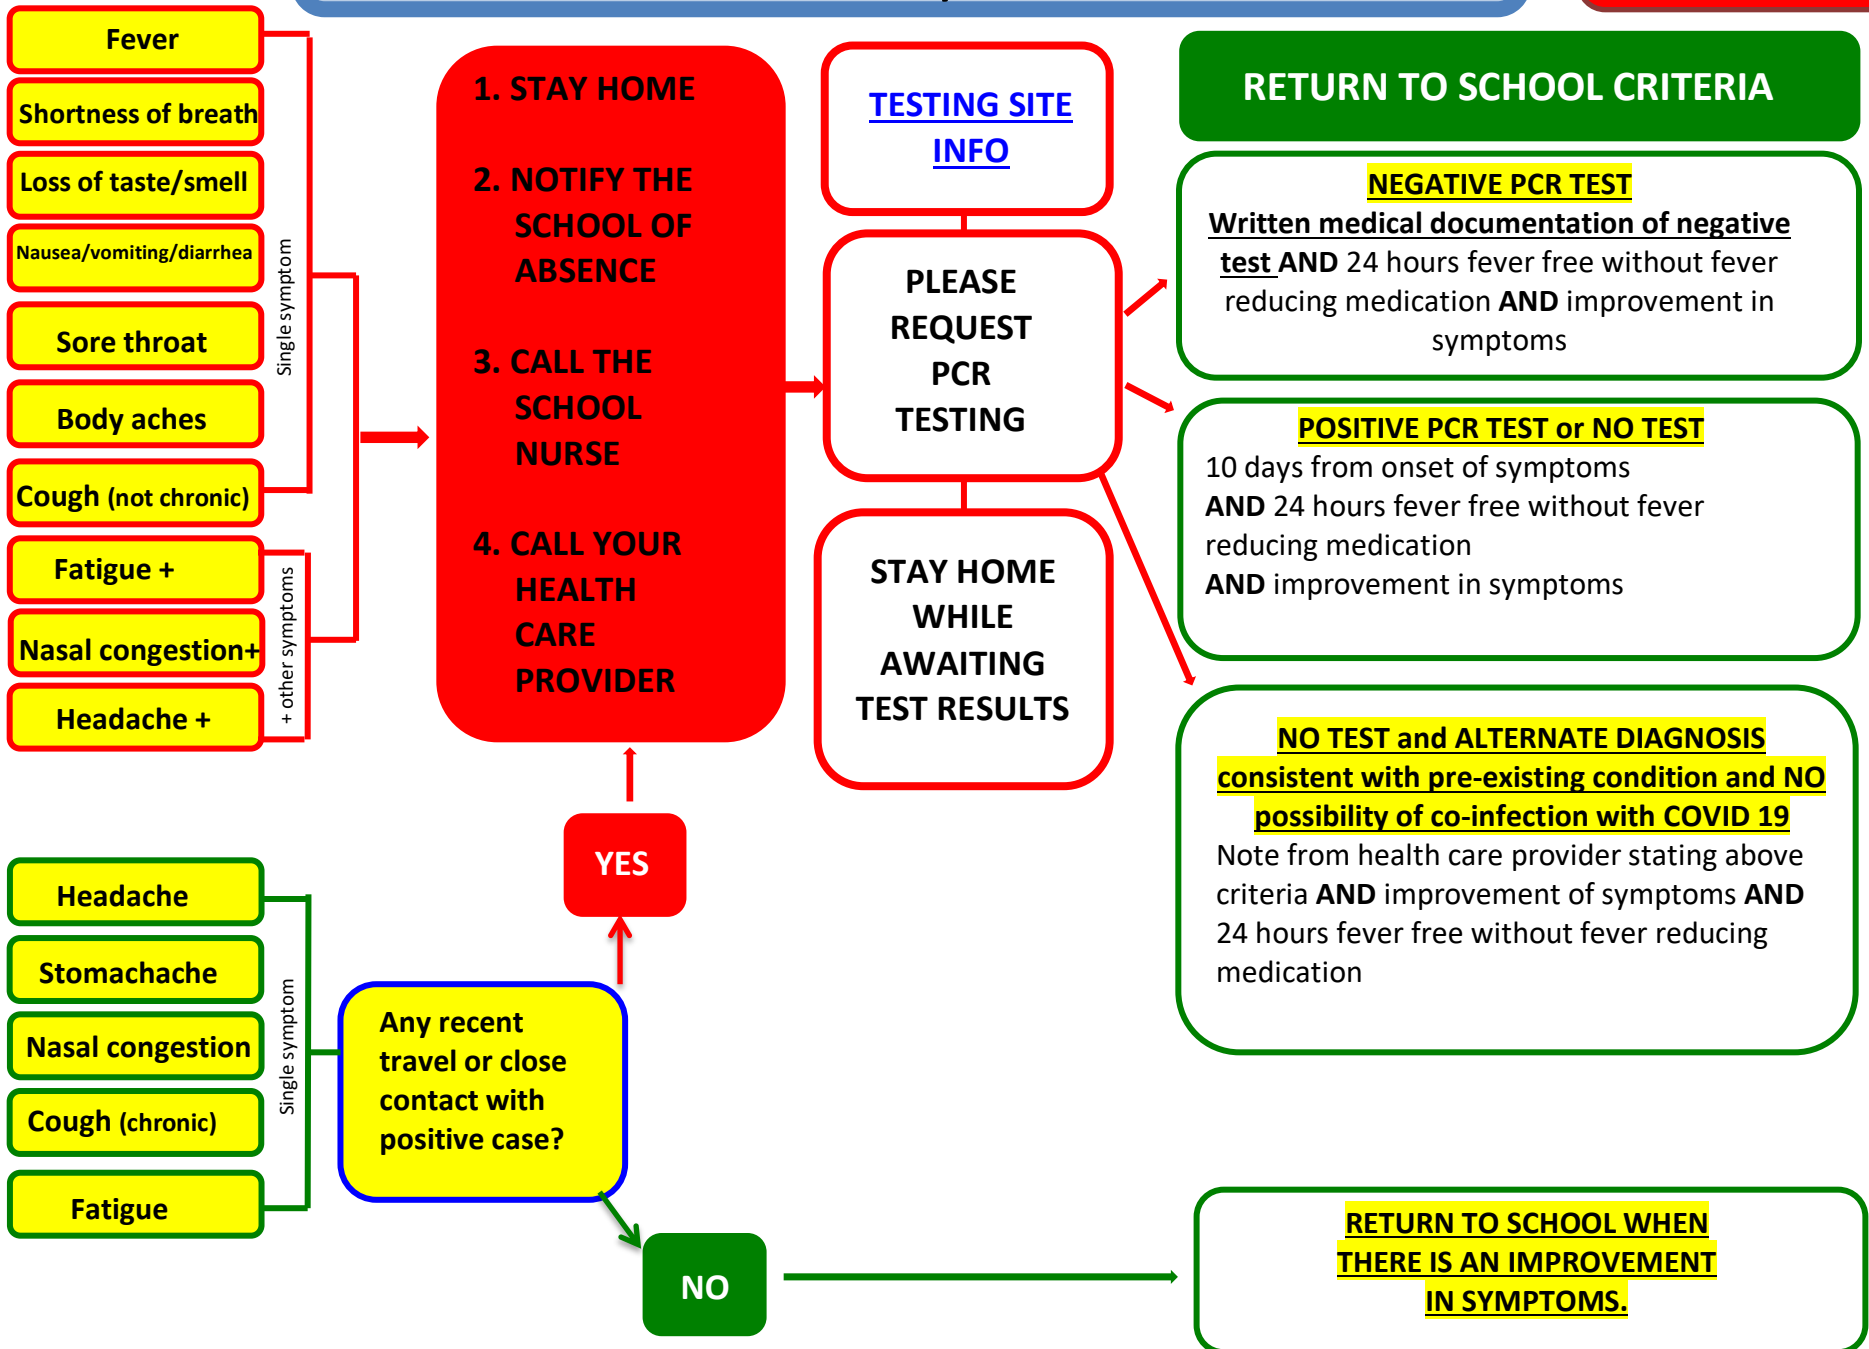 Fever
Shortness of breath
Loss of taste/smell
Nausea/vomiting/diarrhea
Sore throat
Body aches
Cough (not chronic)
Single symptom
Fatigue +
Nasal congestion+
Headache +
+ other symptoms
1. STAY HOME
2. NOTIFY THE
SCHOOL OF
ABSENCE
3. CALL THE
SCHOOL
NURSE
4. CALL YOUR
HEALTH
CARE
PROVIDER
TESTING SITE
INFO
PLEASE
REQUEST
PCR
TESTING
STAY HOME
WHILE
AWAITING
TEST RESULTS
RETURN TO SCHOOL CRITERIA
NEGATIVE PCR TEST
Written medical documentation of negative
test AND 24 hours fever free without fever
reducing medication AND improvement in
symptoms
POSITIVE PCR TEST or NO TEST
10 days from onset of symptoms
AND 24 hours fever free without fever
reducing medication
AND improvement in symptoms
NO TEST and ALTERNATE DIAGNOSIS
consistent with pre-existing condition and NO
possibility of co-infection with COVID 19
Note from health care provider stating above
criteria AND improvement of symptoms AND
24 hours fever free without fever reducing
medication
YES
Headache
Stomachache
Nasal congestion
Cough (chronic)
Fatigue
Single symptom
Any recent
travel or close
contact with
positive case?
NO
RETURN TO SCHOOL WHEN
THERE IS AN IMPROVEMENT
IN SYMPTOMS.